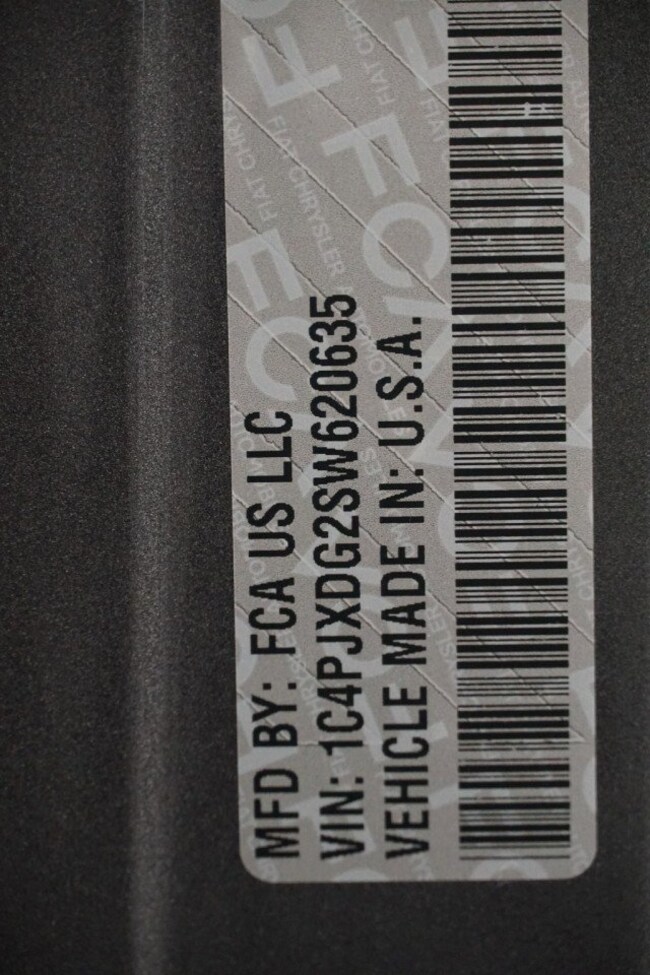 MFD BY: FCA US LLC
VIN: 1C4PJXDG2SW620635
VEHICLE MADE IN: U.S.A.